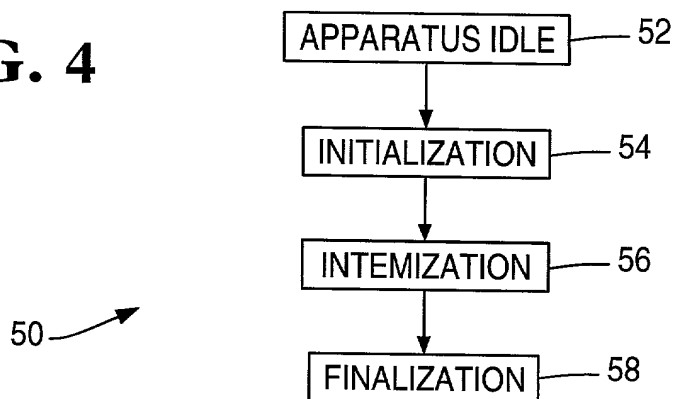 G. 4
APPARATUS IDLE 52
INITIALIZATION 54
INTEMIZATION 56
50
FINALIZATION 58